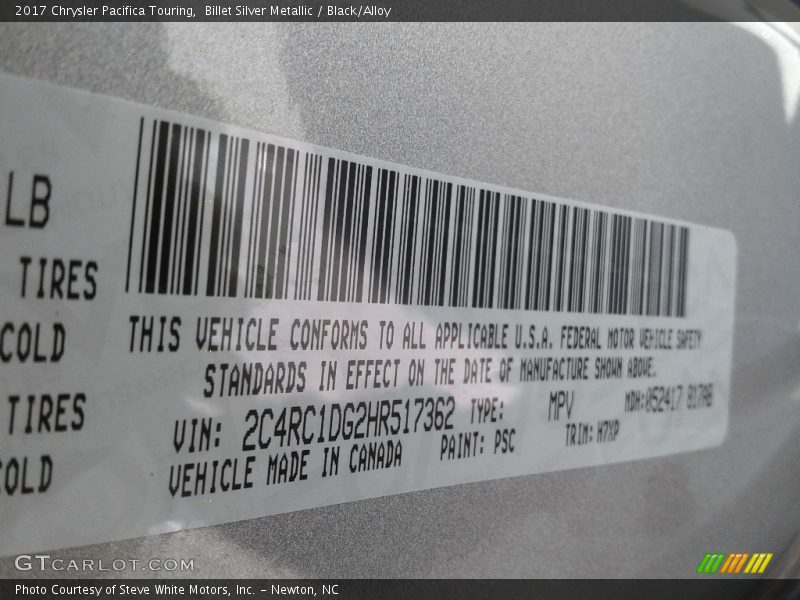 2017 Chrysler Pacifica Touring,  Billet Silver Metallic / Black/Alloy
LB
TIRES
COLD
TIRES
COLD
THIS VEHICLE CONFORMS TO ALL APPLICABLE U.S.A. FEDERAL MOTOR VEHICLE SAFETY
STANDARDS IN EFFECT ON THE DATE OF MANUFACTURE SHOWN ABOVE.
VIN: 2C4RC1DG2HR517362 TYPE: MPV MDH:052417
VEHICLE MADE IN CANADA PAINT: PSC TRIM:
GTCARLOT.COM
Photo Courtesy of Steve White Motors, Inc. – Newton, NC